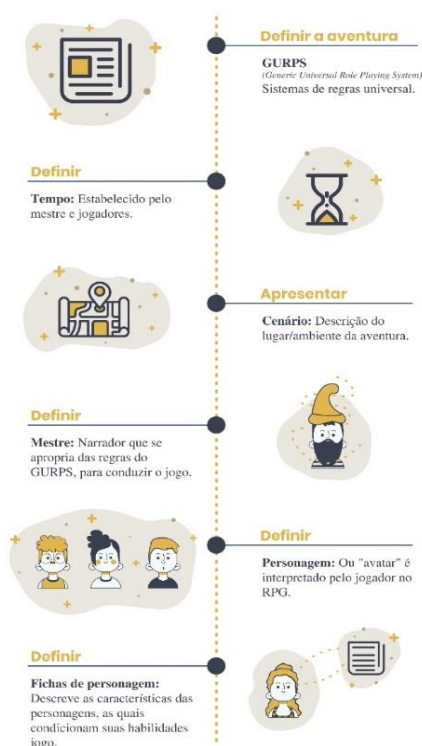 Definir a aventura
GURPS
(Generic Universal Role Playing System)
Sistemas de regras universal.
Definir
Tempo: Estabelecido pelo
mestre e jogadores.
Apresentar
Cenário: Descrição do
lugar/ambiente da aventura.
Definir
Mestre: Narrador que se
apropria das regras do
GURPS, para conduzir o jogo.
Definir
Personagem: Ou "avatar" é
interpretado pelo jogador no
RPG.
Definir
Fichas de personagem:
Descreve as características das
personagens, as quais
condicionam suas habilidades
jogo.